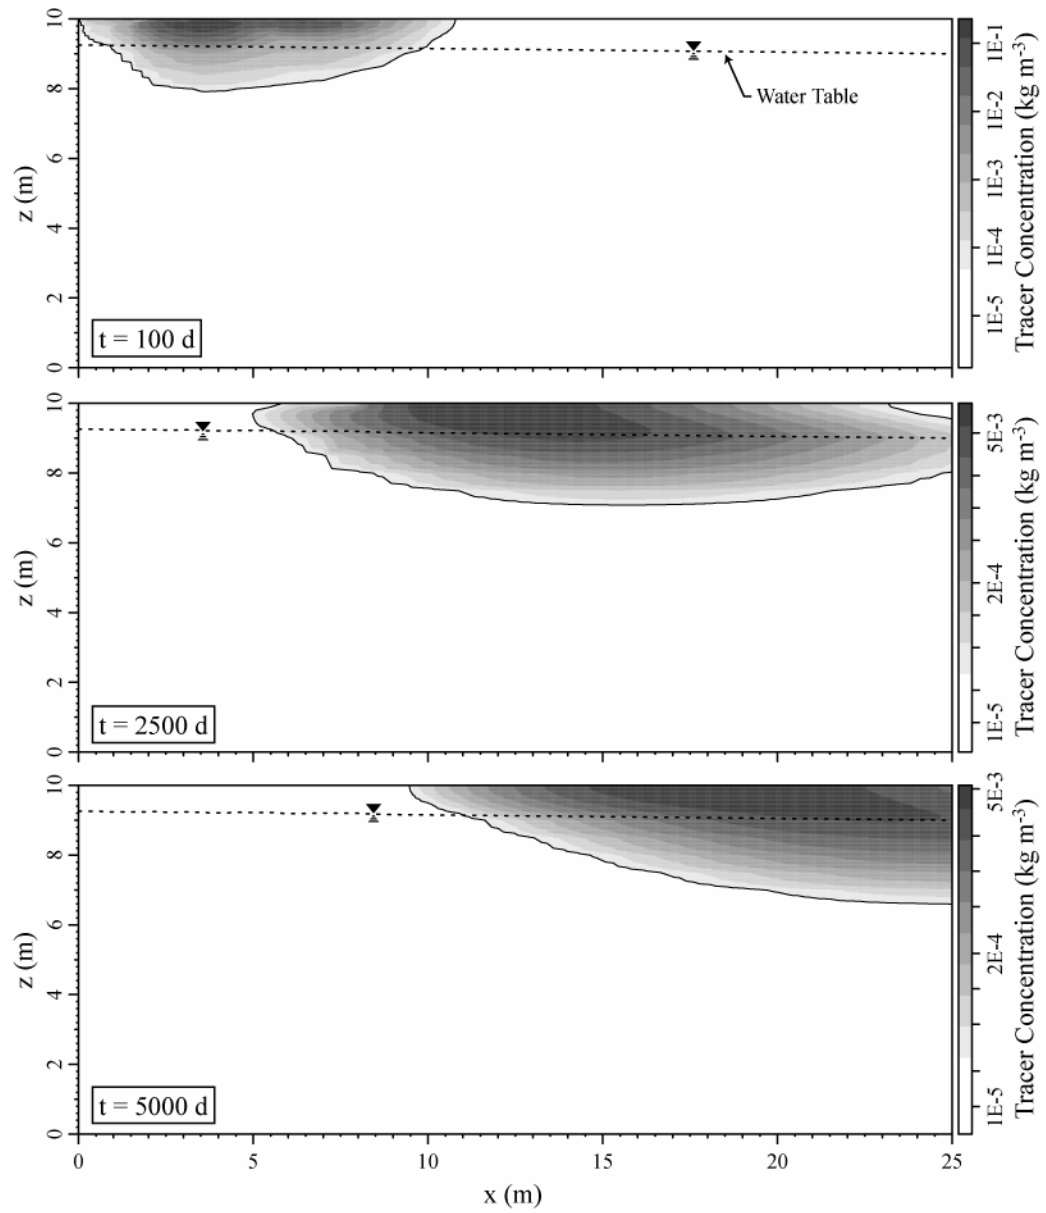 10
8
6
4
2
0
z (m)
Water Table
t = 100 d
1E-1
1E-2
1E-3
1E-4
1E-5
Tracer Concentration (kg m-3)
10
8
6
4
2
0
z (m)
t = 2500 d
5E-3
2E-4
1E-5
Tracer Concentration (kg m-3)
10
8
6
4
2
0
z (m)
t = 5000 d
5E-3
2E-4
1E-5
Tracer Concentration (kg m-3)
0 5 10 15 20 25
x (m)